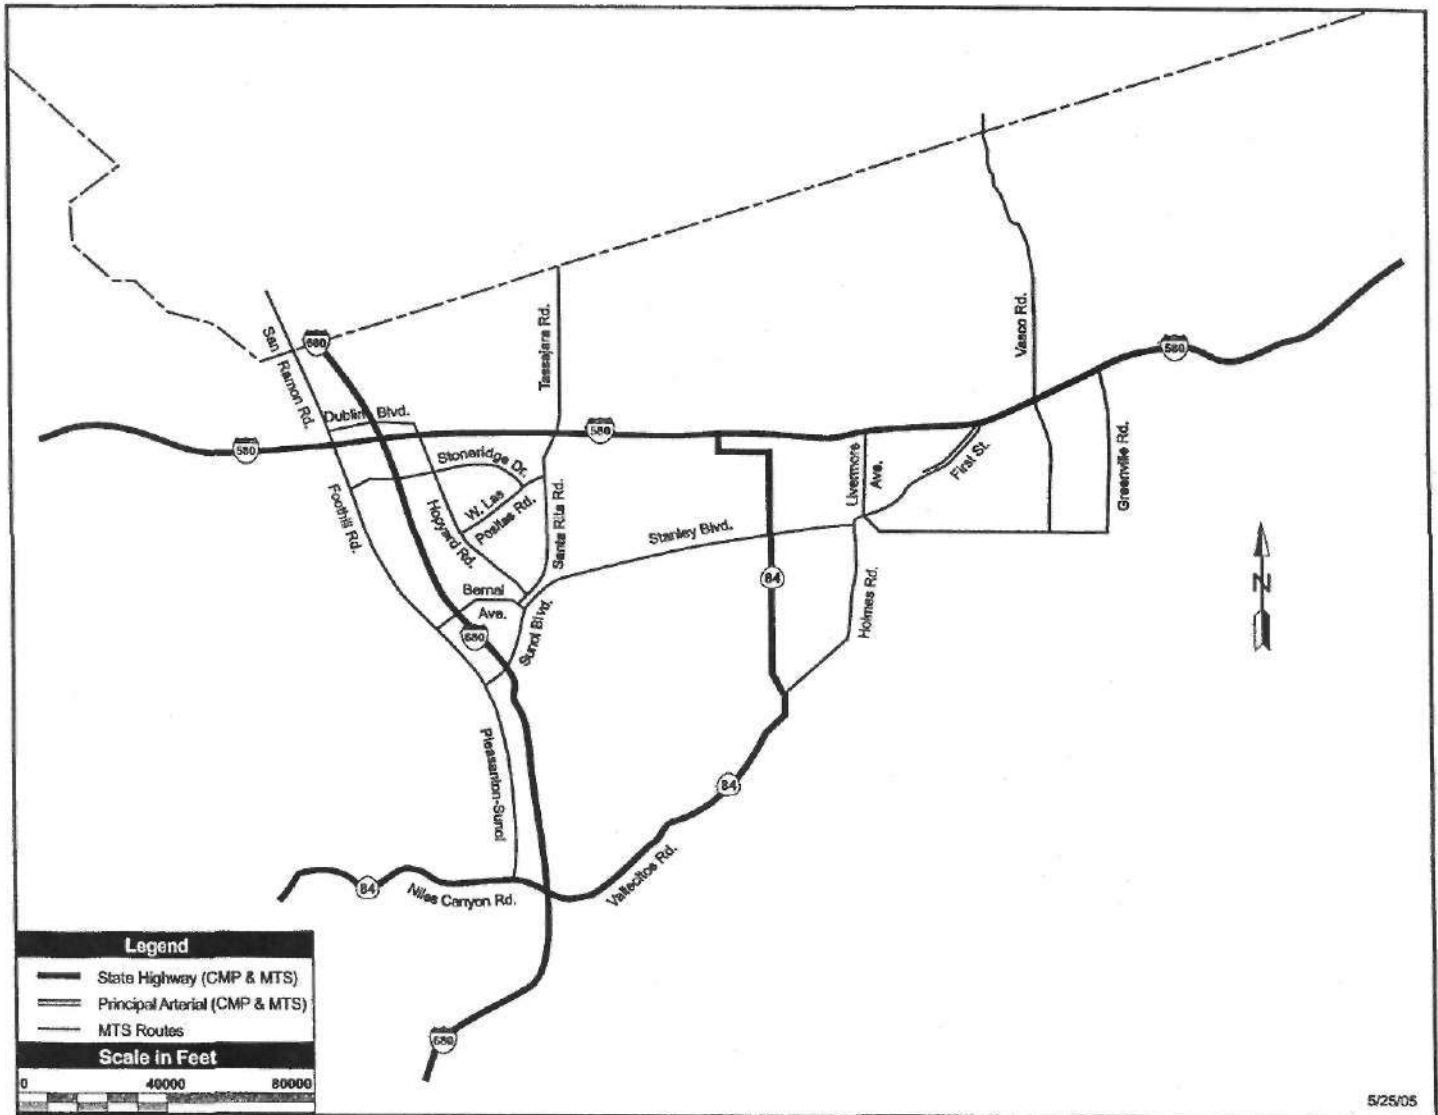 680
San Ramon Rd.
Tassajara Rd.
Vasco Rd.
580
Dublin Blvd.
580
580
Stoneridge Dr.
Livermore
Ave.
First St.
Greenville Rd.
Foothill Rd.
Hopyard Rd.
W. Las
Positas Rd.
Santa Rita Rd.
Stanley Blvd.
84
Holmes Rd.
Bernal
Ave.
680
Sunol Blvd.
N
Pleasanton-Sunol
84
84
Niles Canyon Rd.
Vallecitos Rd.
680
Legend
State Highway (CMP & MTS)
Principal Arterial (CMP & MTS)
MTS Routes
Scale in Feet
0 40000 80000
5/25/05